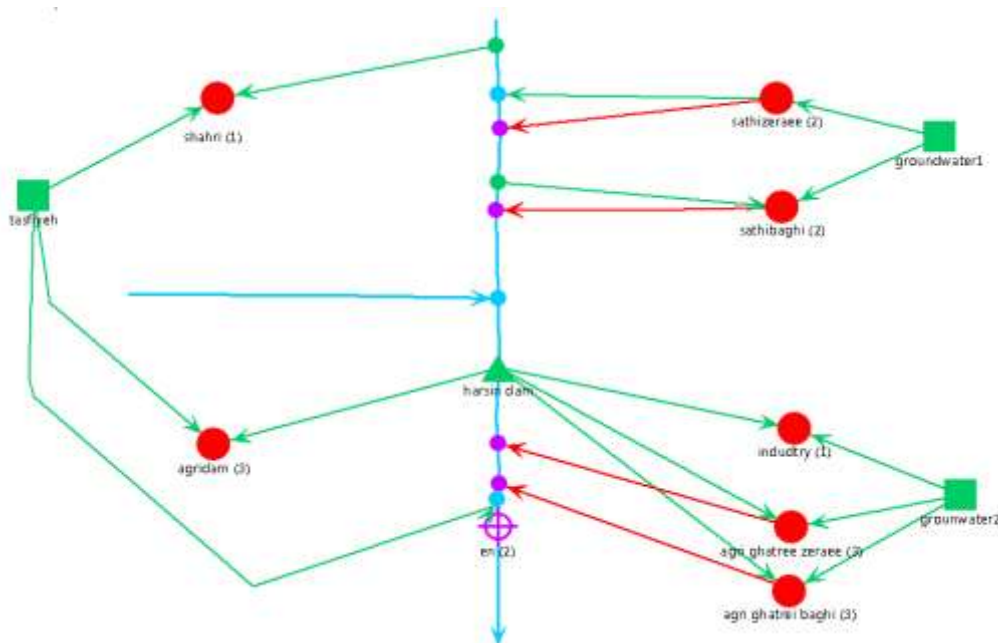 shahri (1)
sathizeraee (2)
groundwater1
tasfiyeh
sathibaghi (2)
harsin dam
agridam (3)
indudtry (1)
grounwater2
en (2)
agri ghatree zeraee (3)
agri ghatrei baghi (3)